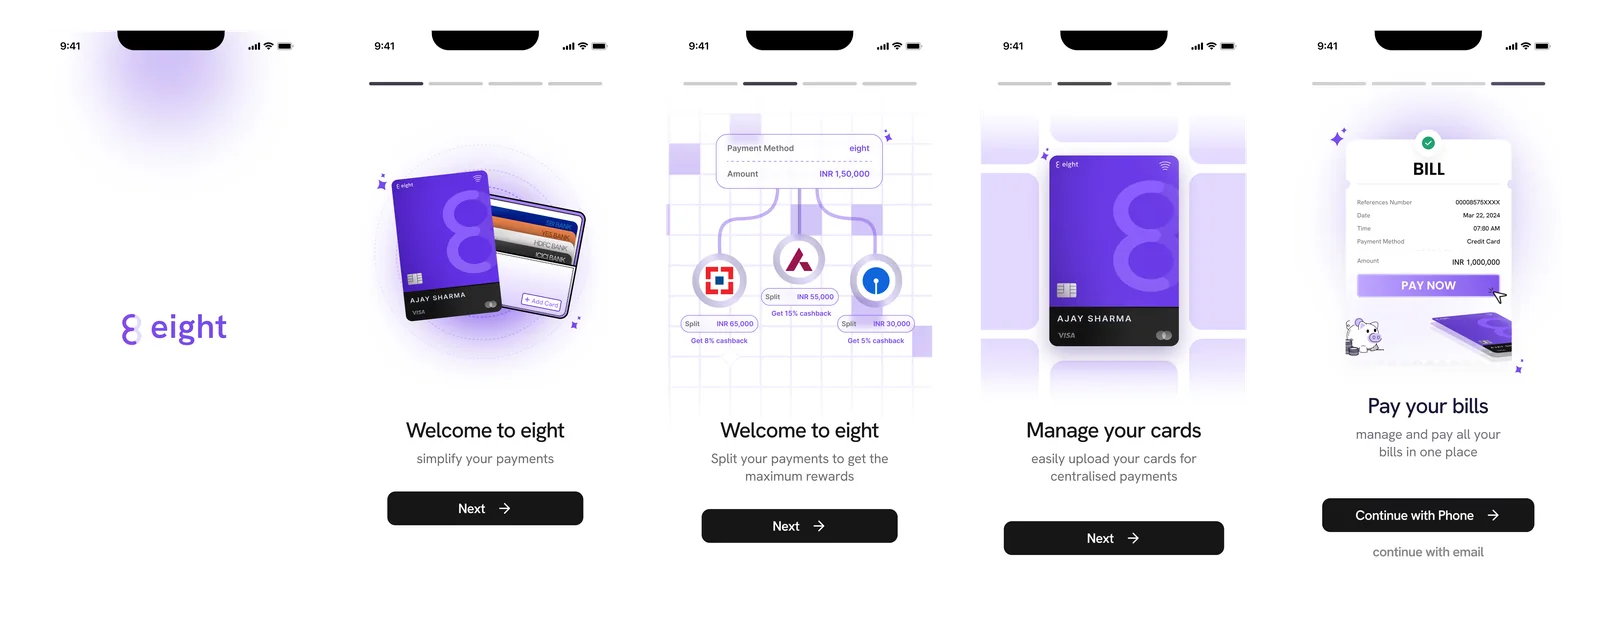 9:41
eight
9:41
eight
SBI BANK
YES BANK
HDFC BANK
ICICI BANK
+ Add Card
AJAY SHARMA
VISA
Welcome to eight
simplify your payments
Next
9:41
Payment Method eight
Amount INR 1,50,000
Split INR 55,000
Get 15% cashback
Split INR 65,000
Get 8% cashback
Split INR 30,000
Get 5% cashback
Welcome to eight
Split your payments to get the
maximum rewards
Next
9:41
eight
AJAY SHARMA
VISA
Manage your cards
easily upload your cards for
centralised payments
Next
9:41
BILL
References Number 00008575XXXX
Date Mar 22, 2024
Time 07:80 AM
Payment Method Credit Card
Amount INR 1,000,000
PAY NOW
Pay your bills
manage and pay all your
bills in one place
Continue with Phone
continue with email